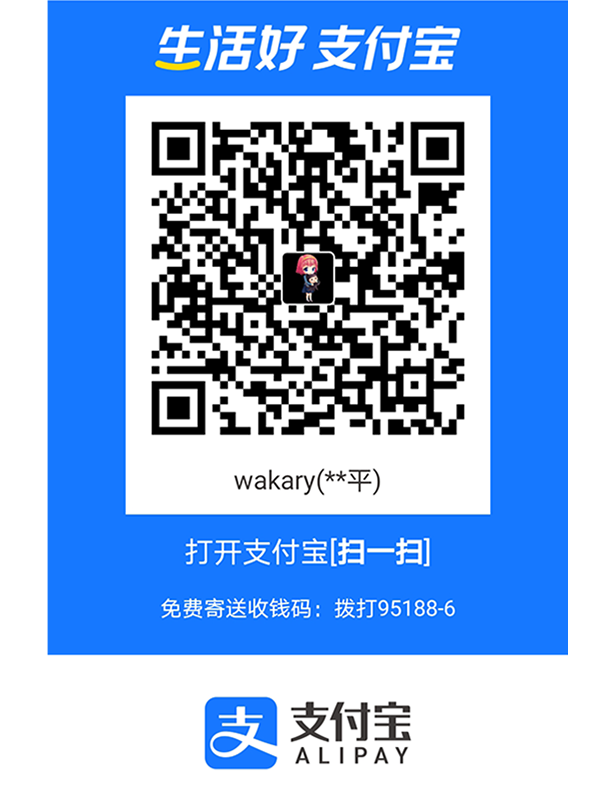 生活好 支付宝
wakary(**平)
打开支付宝[扫一扫]
免费寄送收钱码：拨打95188-6
支 支付宝
ALIPAY